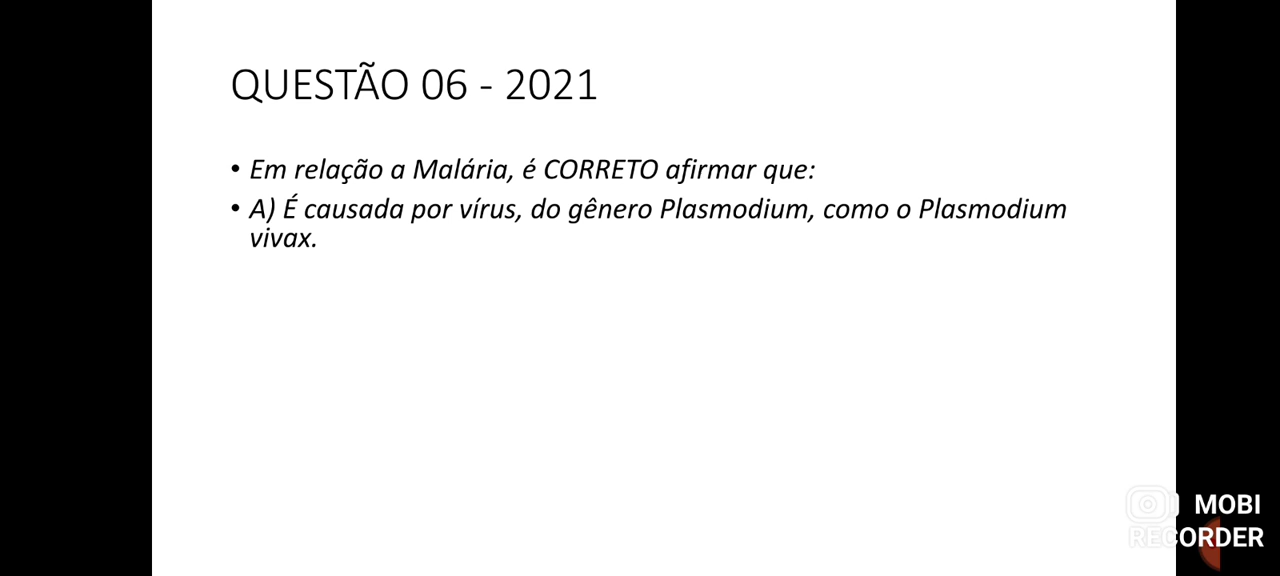 QUESTÃO 06 - 2021
• Em relação a Malária, é CORRETO afirmar que:
• A) É causada por vírus, do gênero Plasmodium, como o Plasmodium
vivax.
MOBI
RECORDER